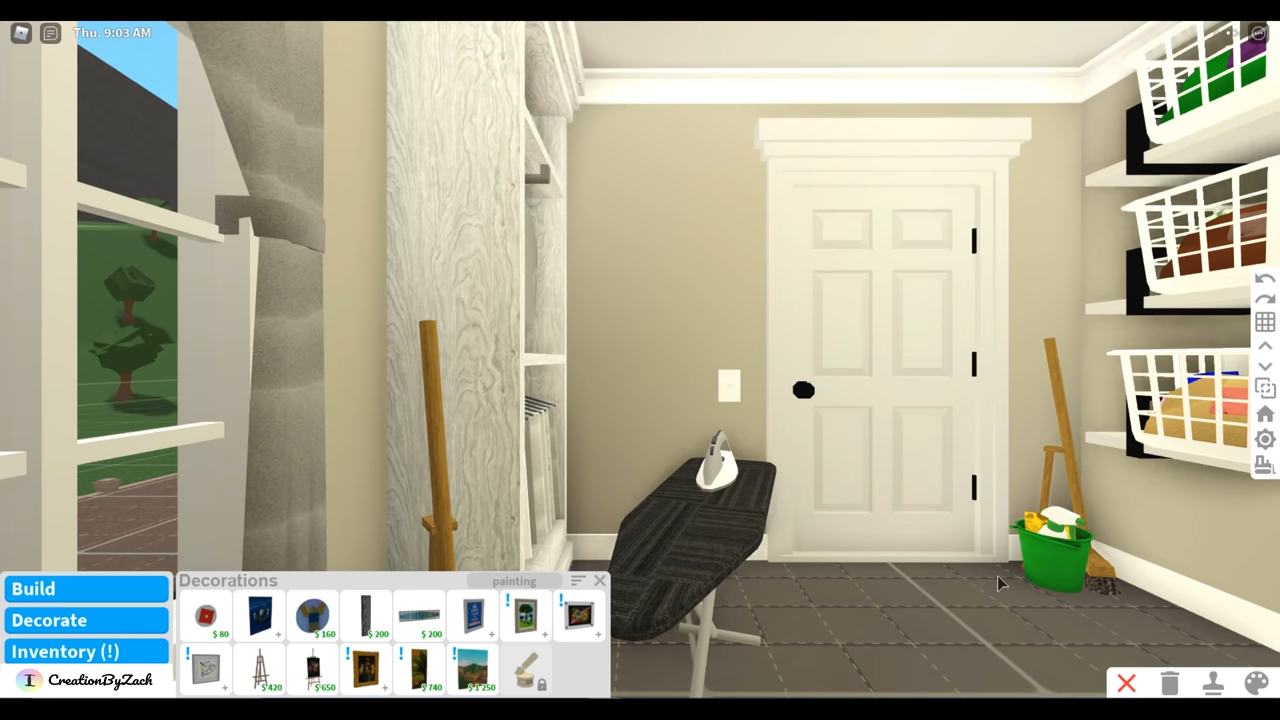 Thu. 9:03 AM
Build
Decorate
Inventory (!)
CreationByZach
Decorations
painting
$ 80
$ 160
$ 200
$ 200
$ 420
$ 650
$ 740
$ 1 250